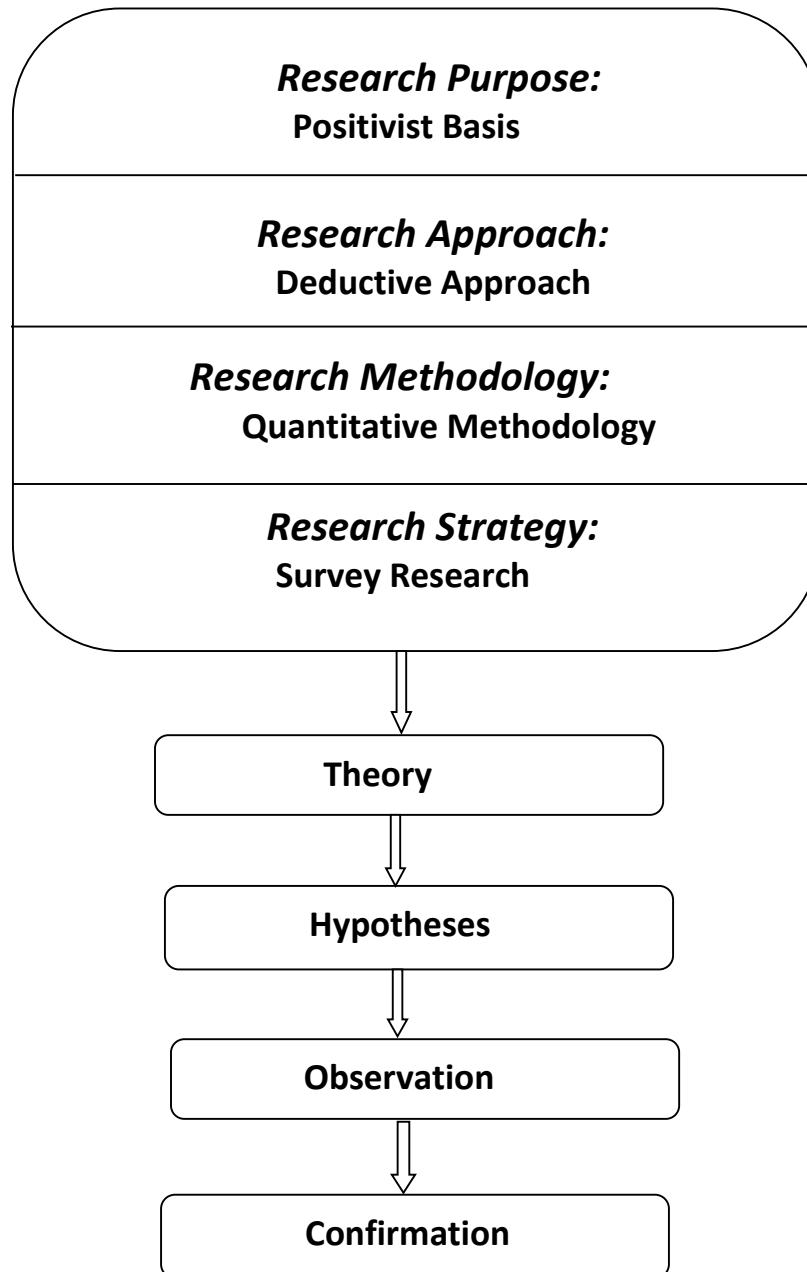 Research Purpose:
Positivist Basis
Research Approach:
Deductive Approach
Research Methodology:
Quantitative Methodology
Research Strategy:
Survey Research
Theory
Hypotheses
Observation
Confirmation